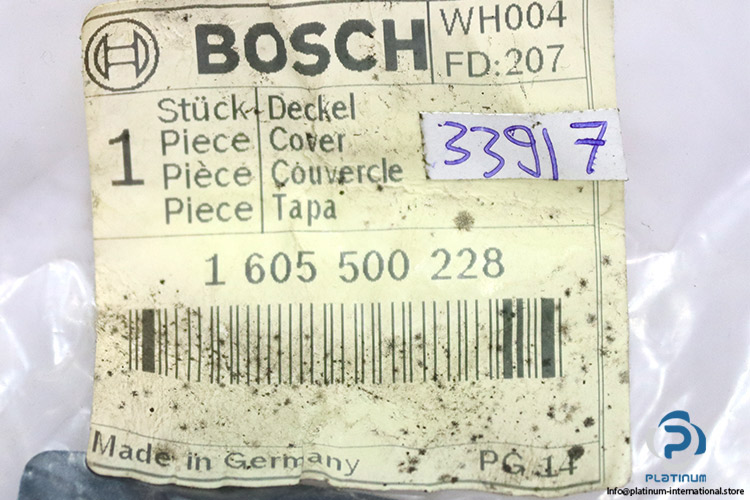 BOSCH
WH004
FD:207
1
Stück Deckel
Piece Cover
Pièce Couvercle
Piece Tapa
33917
1 605 500 228
Made in Germany PG 14
PLATINUM
Info@platinum-international.store